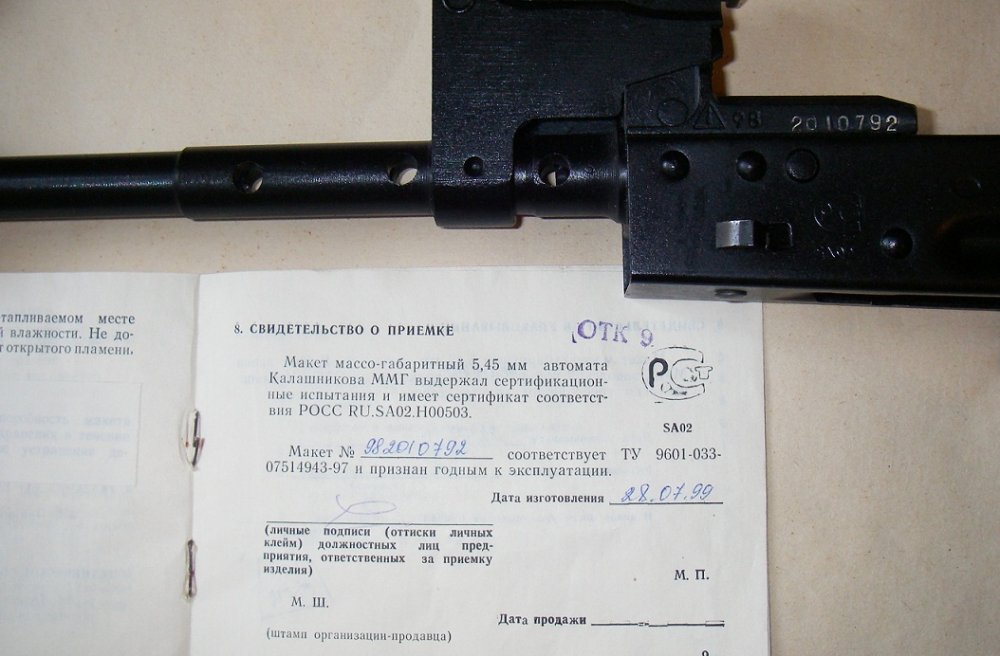 98 2010792
етапливаемом месте
й влажности. Не до-
т открытого пламени.
8. СВИДЕТЕЛЬСТВО О ПРИЕМКЕ
ОТК 9
Макет массо-габаритный 5,45 мм автомата
Калашникова ММГ выдержал сертификацион-
ные испытания и имеет сертификат соответст-
вия РОСС RU.SA02.H00503.
SA02
Макет № 982010792 соответствует ТУ 9601-033-
07514943-97 и признан годным к эксплуатации.
Дата изготовления 28.07.99
(личные подписи (оттиски личных
клейм) должностных лиц пред-
приятия, ответственных за приемку
изделия)
М. П.
М. Ш.
Дата продажи
(штамп организации-продавца)
9